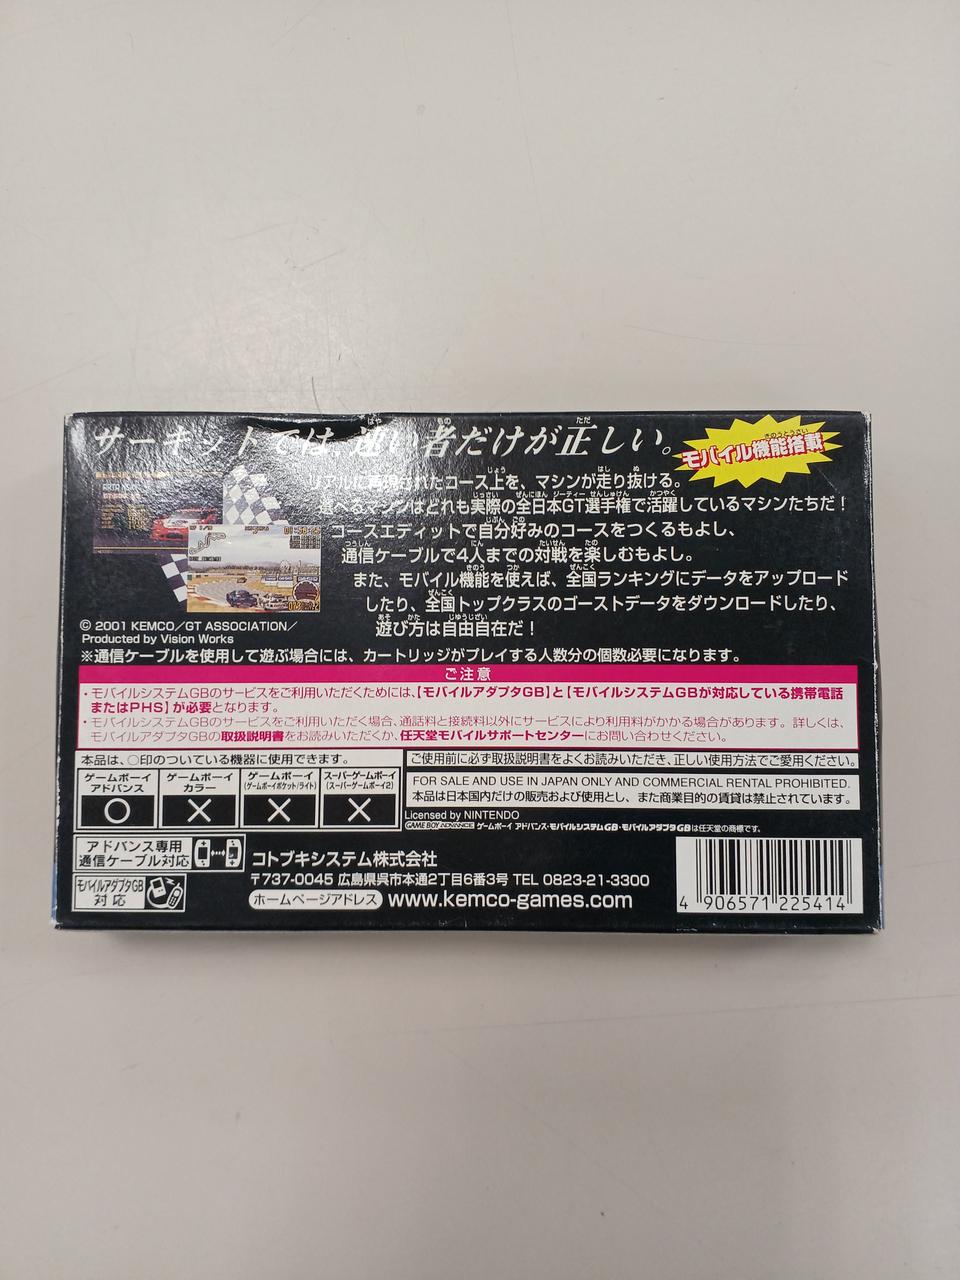 サーキットでは速い者だけが正しい。
モバイル機能搭載
リアルに再現されたコース上を、マシンが走り抜ける。
選べるマシンはどれも実際の全日本GT選手権で活躍しているマシンたちだ！
コースエディットで自分好みのコースをつくるもよし、
通信ケーブルで4人までの対戦を楽しむもよし。
また、モバイル機能を使えば、全国ランキングにデータをアップロード
したり、全国トップクラスのゴーストデータをダウンロードしたり、
遊び方は自由自在だ！
© 2001 KEMCO／GT ASSOCIATION／
Producted by Vision Works
※通信ケーブルを使用して遊ぶ場合には、カートリッジがプレイする人数分の個数必要になります。
ご注意
・モバイルシステムGBのサービスをご利用いただくためには、【モバイルアダプタGB】と【モバイルシステムGBが対応している携帯電話
またはPHS】が必要となります。
・モバイルシステムGBのサービスをご利用いただく場合、通話料と接続料以外にサービスにより利用料がかかる場合があります。詳しくは、
モバイルアダプタGBの取扱説明書をお読みいただくか、任天堂モバイルサポートセンターにお問い合わせください。
本品は、〇印のついている機器に使用できます。
ゲームボーイ
アドバンス
〇
ゲームボーイ
カラー
×
ゲームボーイ
(ゲームボーイポケット/ライト)
×
スーパーゲームボーイ
(スーパーゲームボーイ2)
×
ご使用前に必ず取扱説明書をよくお読みいただき、正しい使用方法でご愛用ください。
FOR SALE AND USE IN JAPAN ONLY AND COMMERCIAL RENTAL PROHIBITED.
本品は日本国内だけの販売および使用とし、また商業目的の賃貸は禁止されています。
Licensed by NINTENDO
GAME BOY ADVANCE ゲームボーイ アドバンス・モバイルシステムGB・モバイルアダプタGBは任天堂の商標です。
アドバンス専用
通信ケーブル対応
モバイルアダプタGB
対応
コトブキシステム株式会社
〒737-0045 広島県呉市本通2丁目6番3号 TEL 0823-21-3300
ホームページアドレス www.kemco-games.com
4 906571 225414